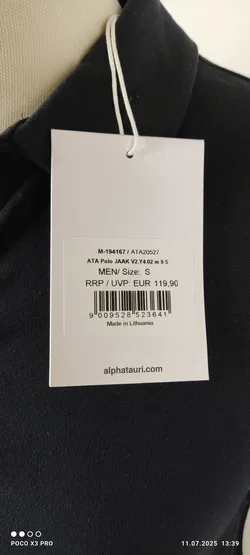 M-194167 / ATA20527
ATA Polo JAAK V2.Y4.02 m 9 S
MEN/ Size: S
RRP / UVP: EUR 119,90
9 009528 523641
Made in Lithuania
alphatauri.com
POCO X3 PRO
11.07.2025 13:39